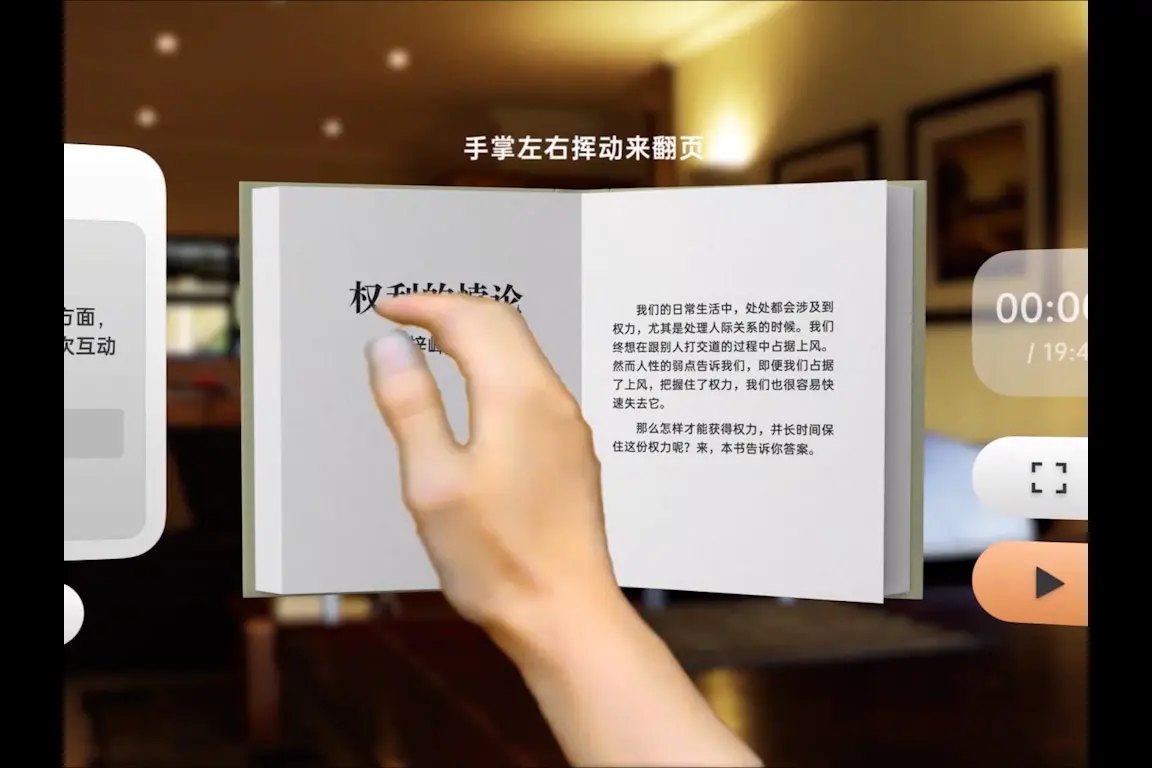 手掌左右挥动来翻页
方面，
次互动
权利的悖论
我们的日常生活中，处处都会涉及到
权力，尤其是处理人际关系的时候。我们
终想在跟别人打交道的过程中占据上风。
然而人性的弱点告诉我们，即便我们占据
了上风，把握住了权力，我们也很容易快
速失去它。
那么怎样才能获得权力，并长时间保
住这份权力呢？来，本书告诉你答案。
00:00
/ 19:4